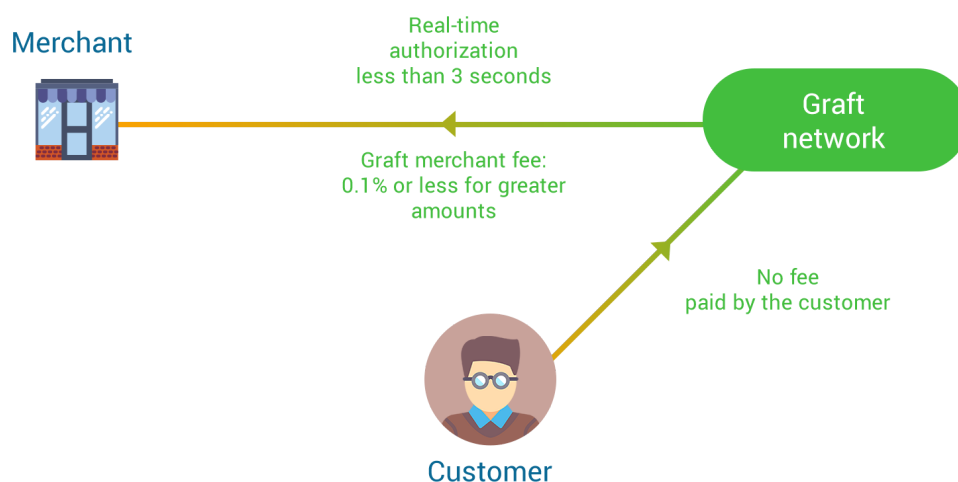 Merchant
Real-time
authorization
less than 3 seconds
Graft
network
Graft merchant fee:
0.1% or less for greater
amounts
No fee
paid by the customer
Customer